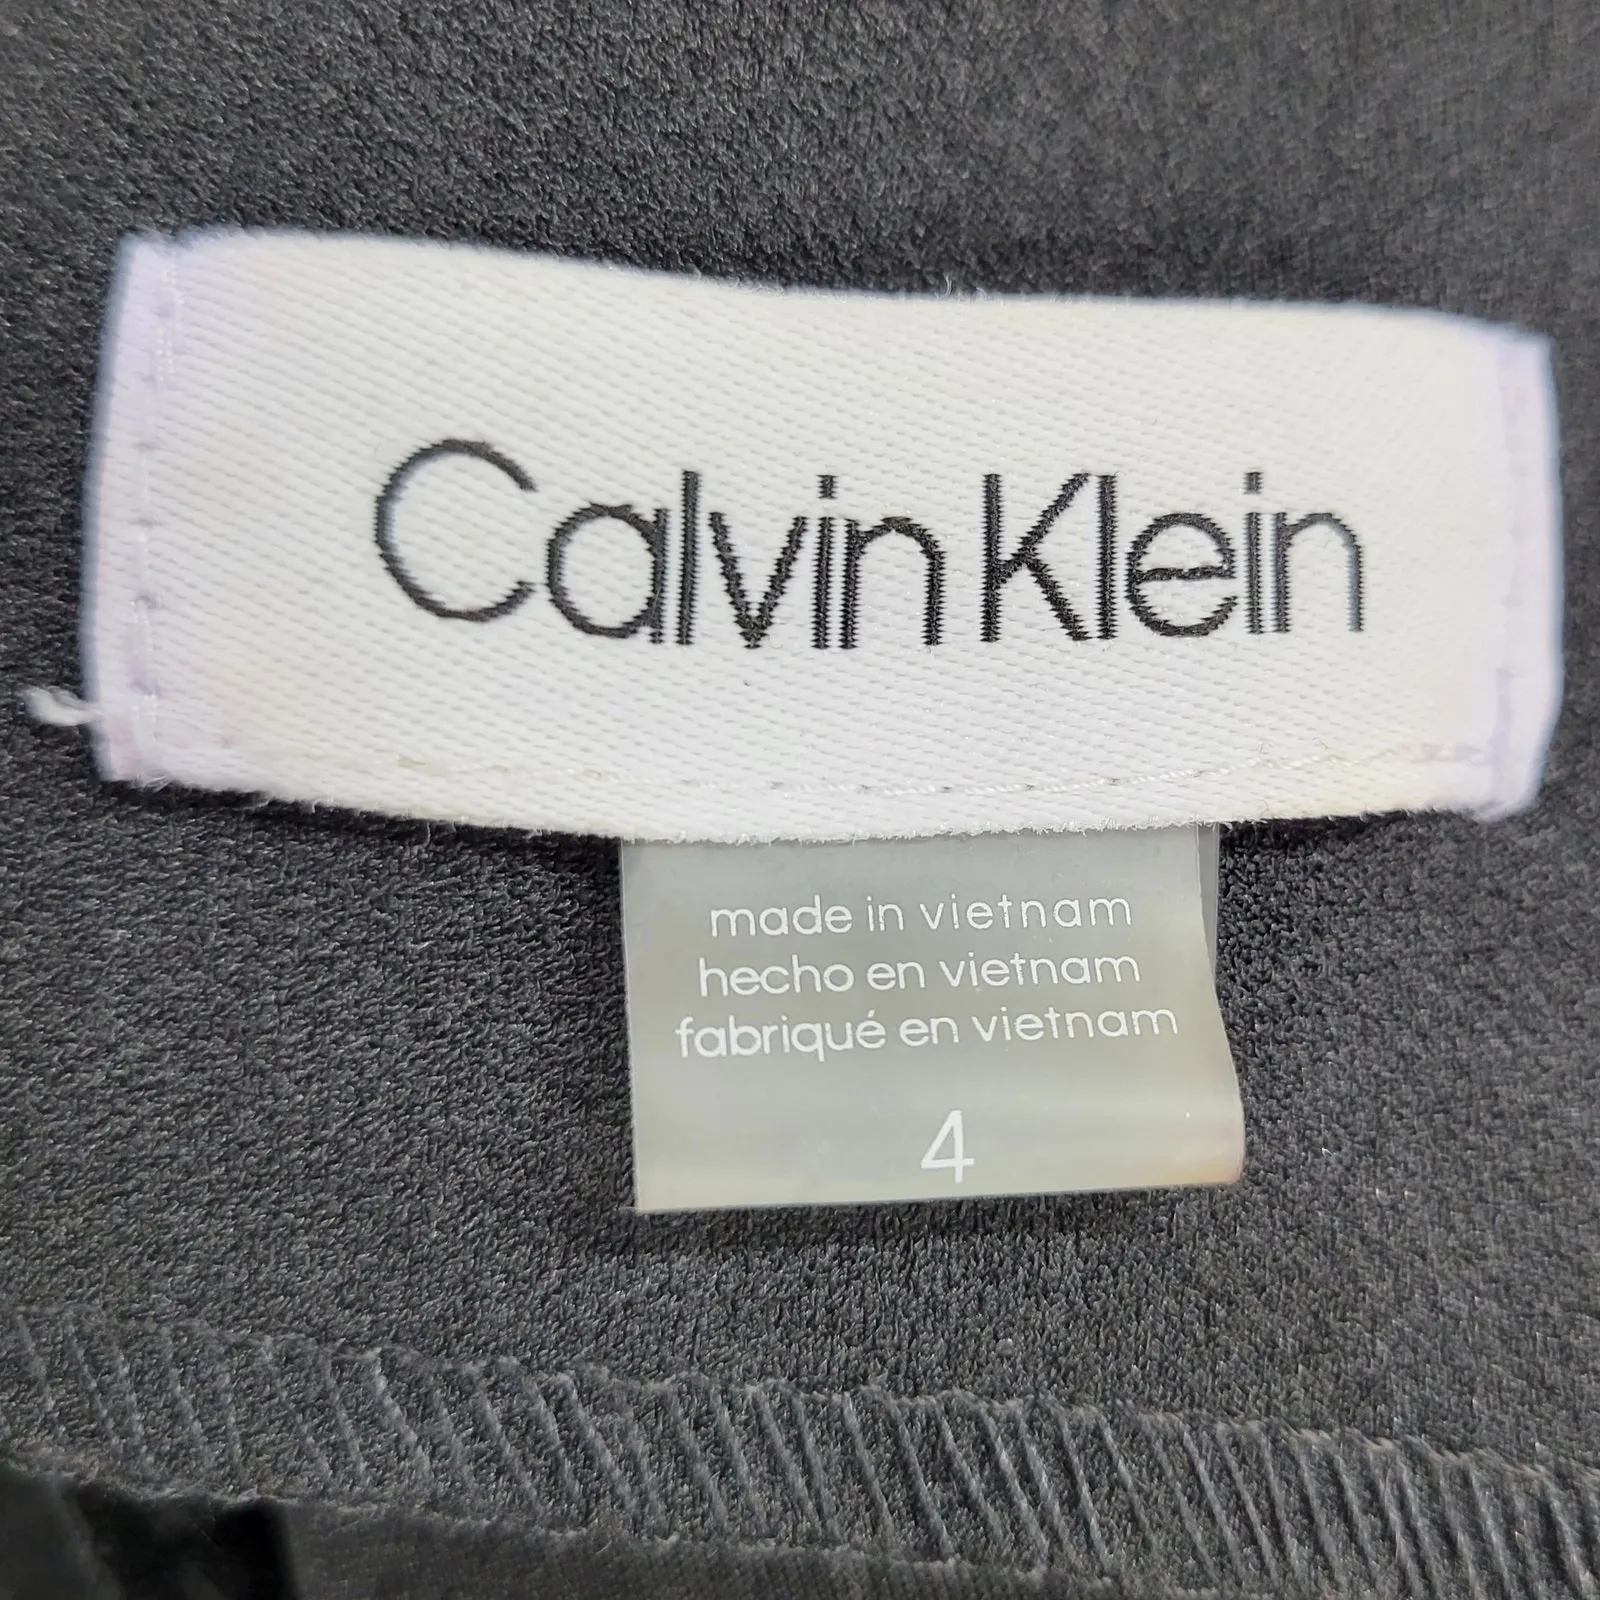 Calvin Klein
made in vietnam
hecho en vietnam
fabriqué en vietnam
4